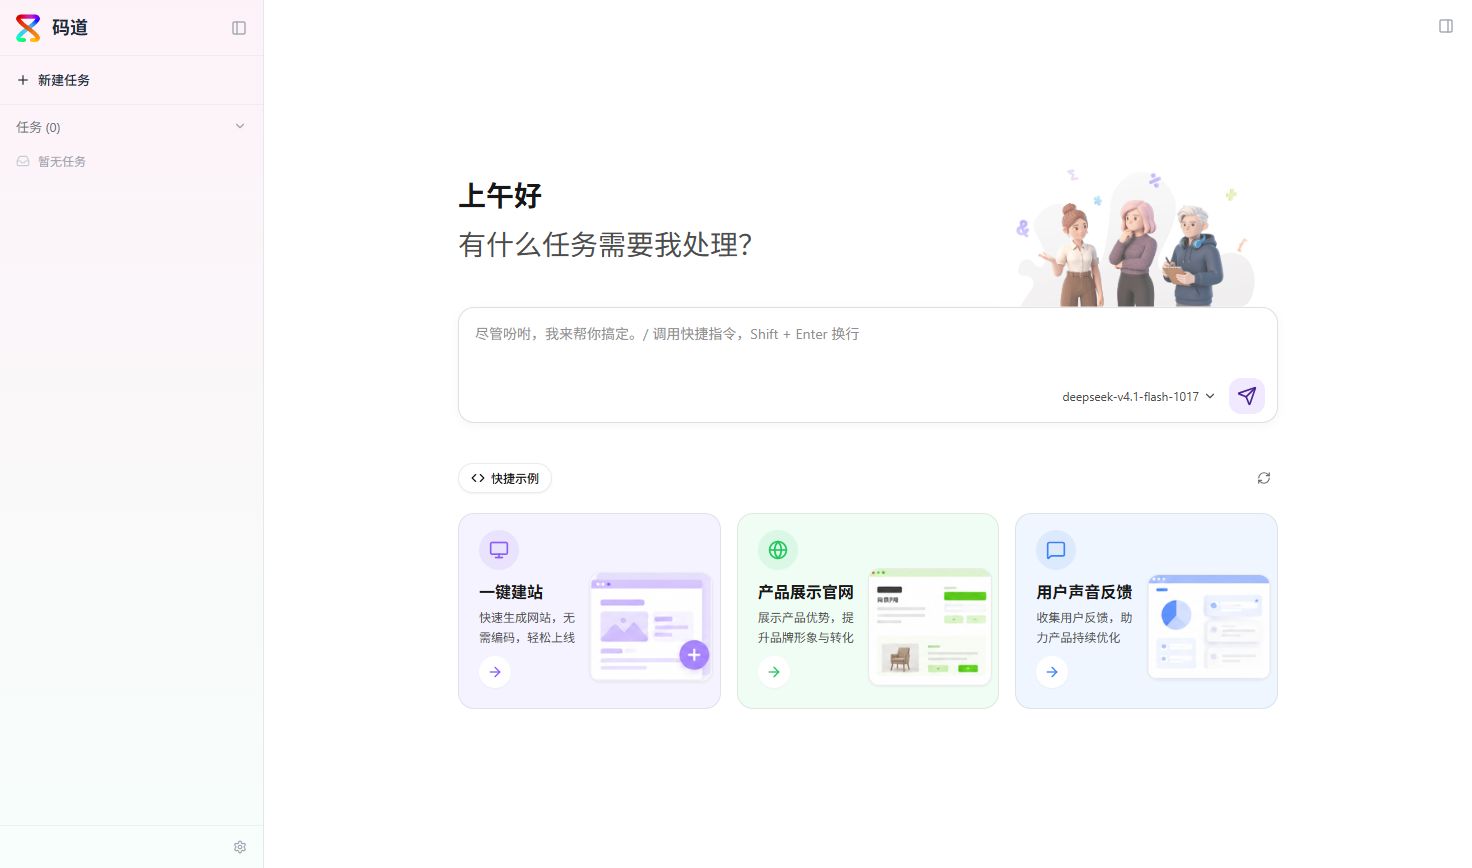 码道
新建任务
任务 (0)
暂无任务
上午好
有什么任务需要我处理?
尽管吩咐，我来帮你搞定。/ 调用快捷指令，Shift + Enter 换行
deepseek-v4.1-flash-1017
快捷示例
一键建站
快速生成网站，无
需编码，轻松上线
产品展示官网
展示产品优势，提
升品牌形象与转化
用户声音反馈
收集用户反馈，助
力产品持续优化